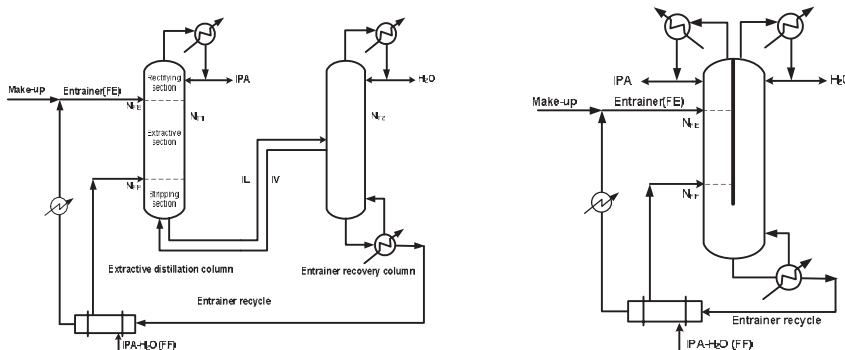 Rectifying
section
IPA
H₂O
Make-up
Entrainer(FE)
Extractive
section
Stripping
section
IL
IV
Extractive distillation column
Entrainer recovery column
Entrainer recycle
IPA-H₂O (FF)
IPA
H₂O
Make-up
Entrainer(FE)
Entrainer recycle
IPA-H₂O (FF)